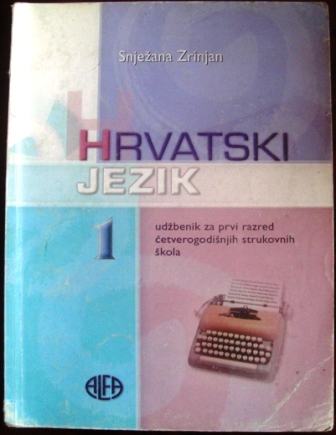 Snježana Zrinjan
HRVATSKI
JEZIK
1
udžbenik za prvi razred
četverogodišnjih strukovnih
škola
ALFA